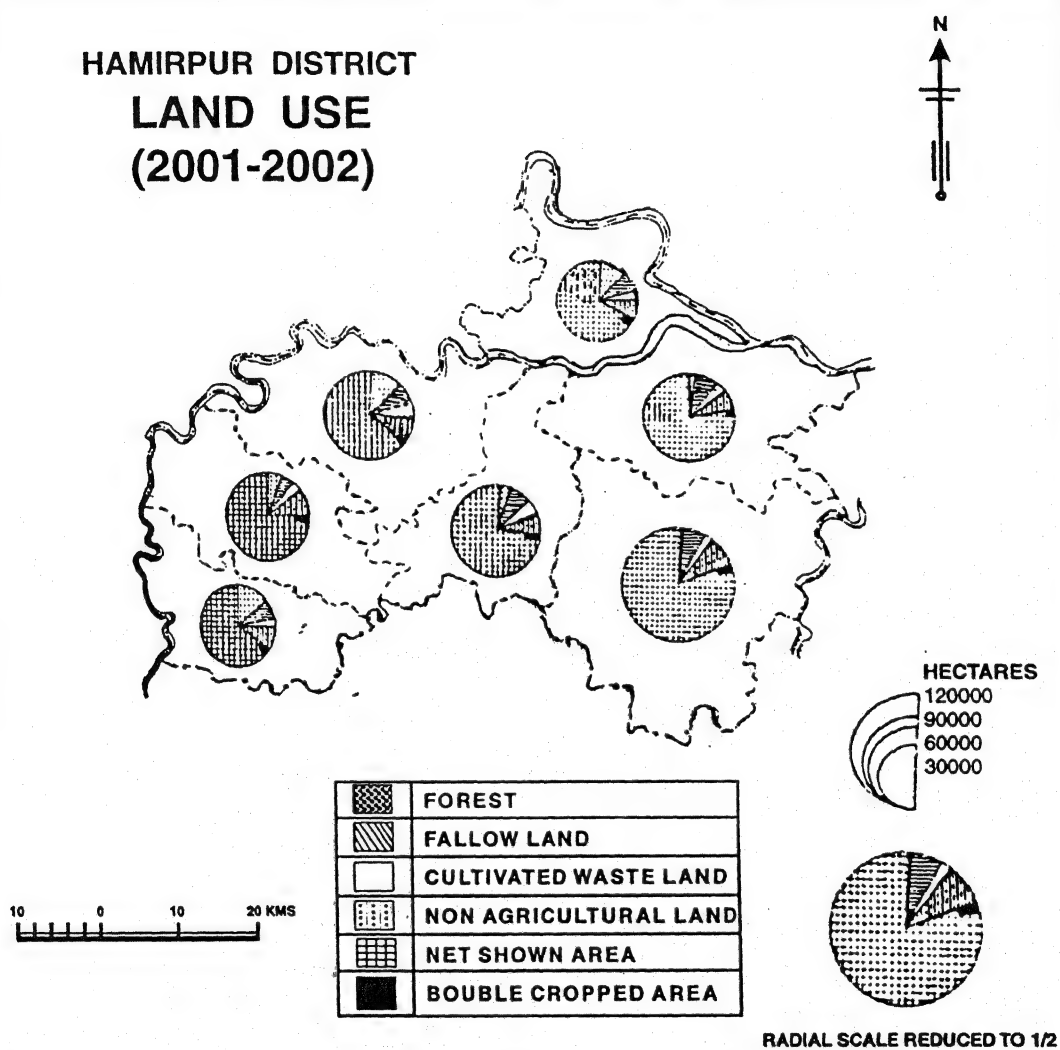 HAMIRPUR DISTRICT
LAND USE
(2001-2002)
N
HECTARES
120000
90000
60000
30000
FOREST
FALLOW LAND
CULTIVATED WASTE LAND
NON AGRICULTURAL LAND
NET SHOWN AREA
BOUBLE CROPPED AREA
10 0 10 20 KMS
RADIAL SCALE REDUCED TO 1/2